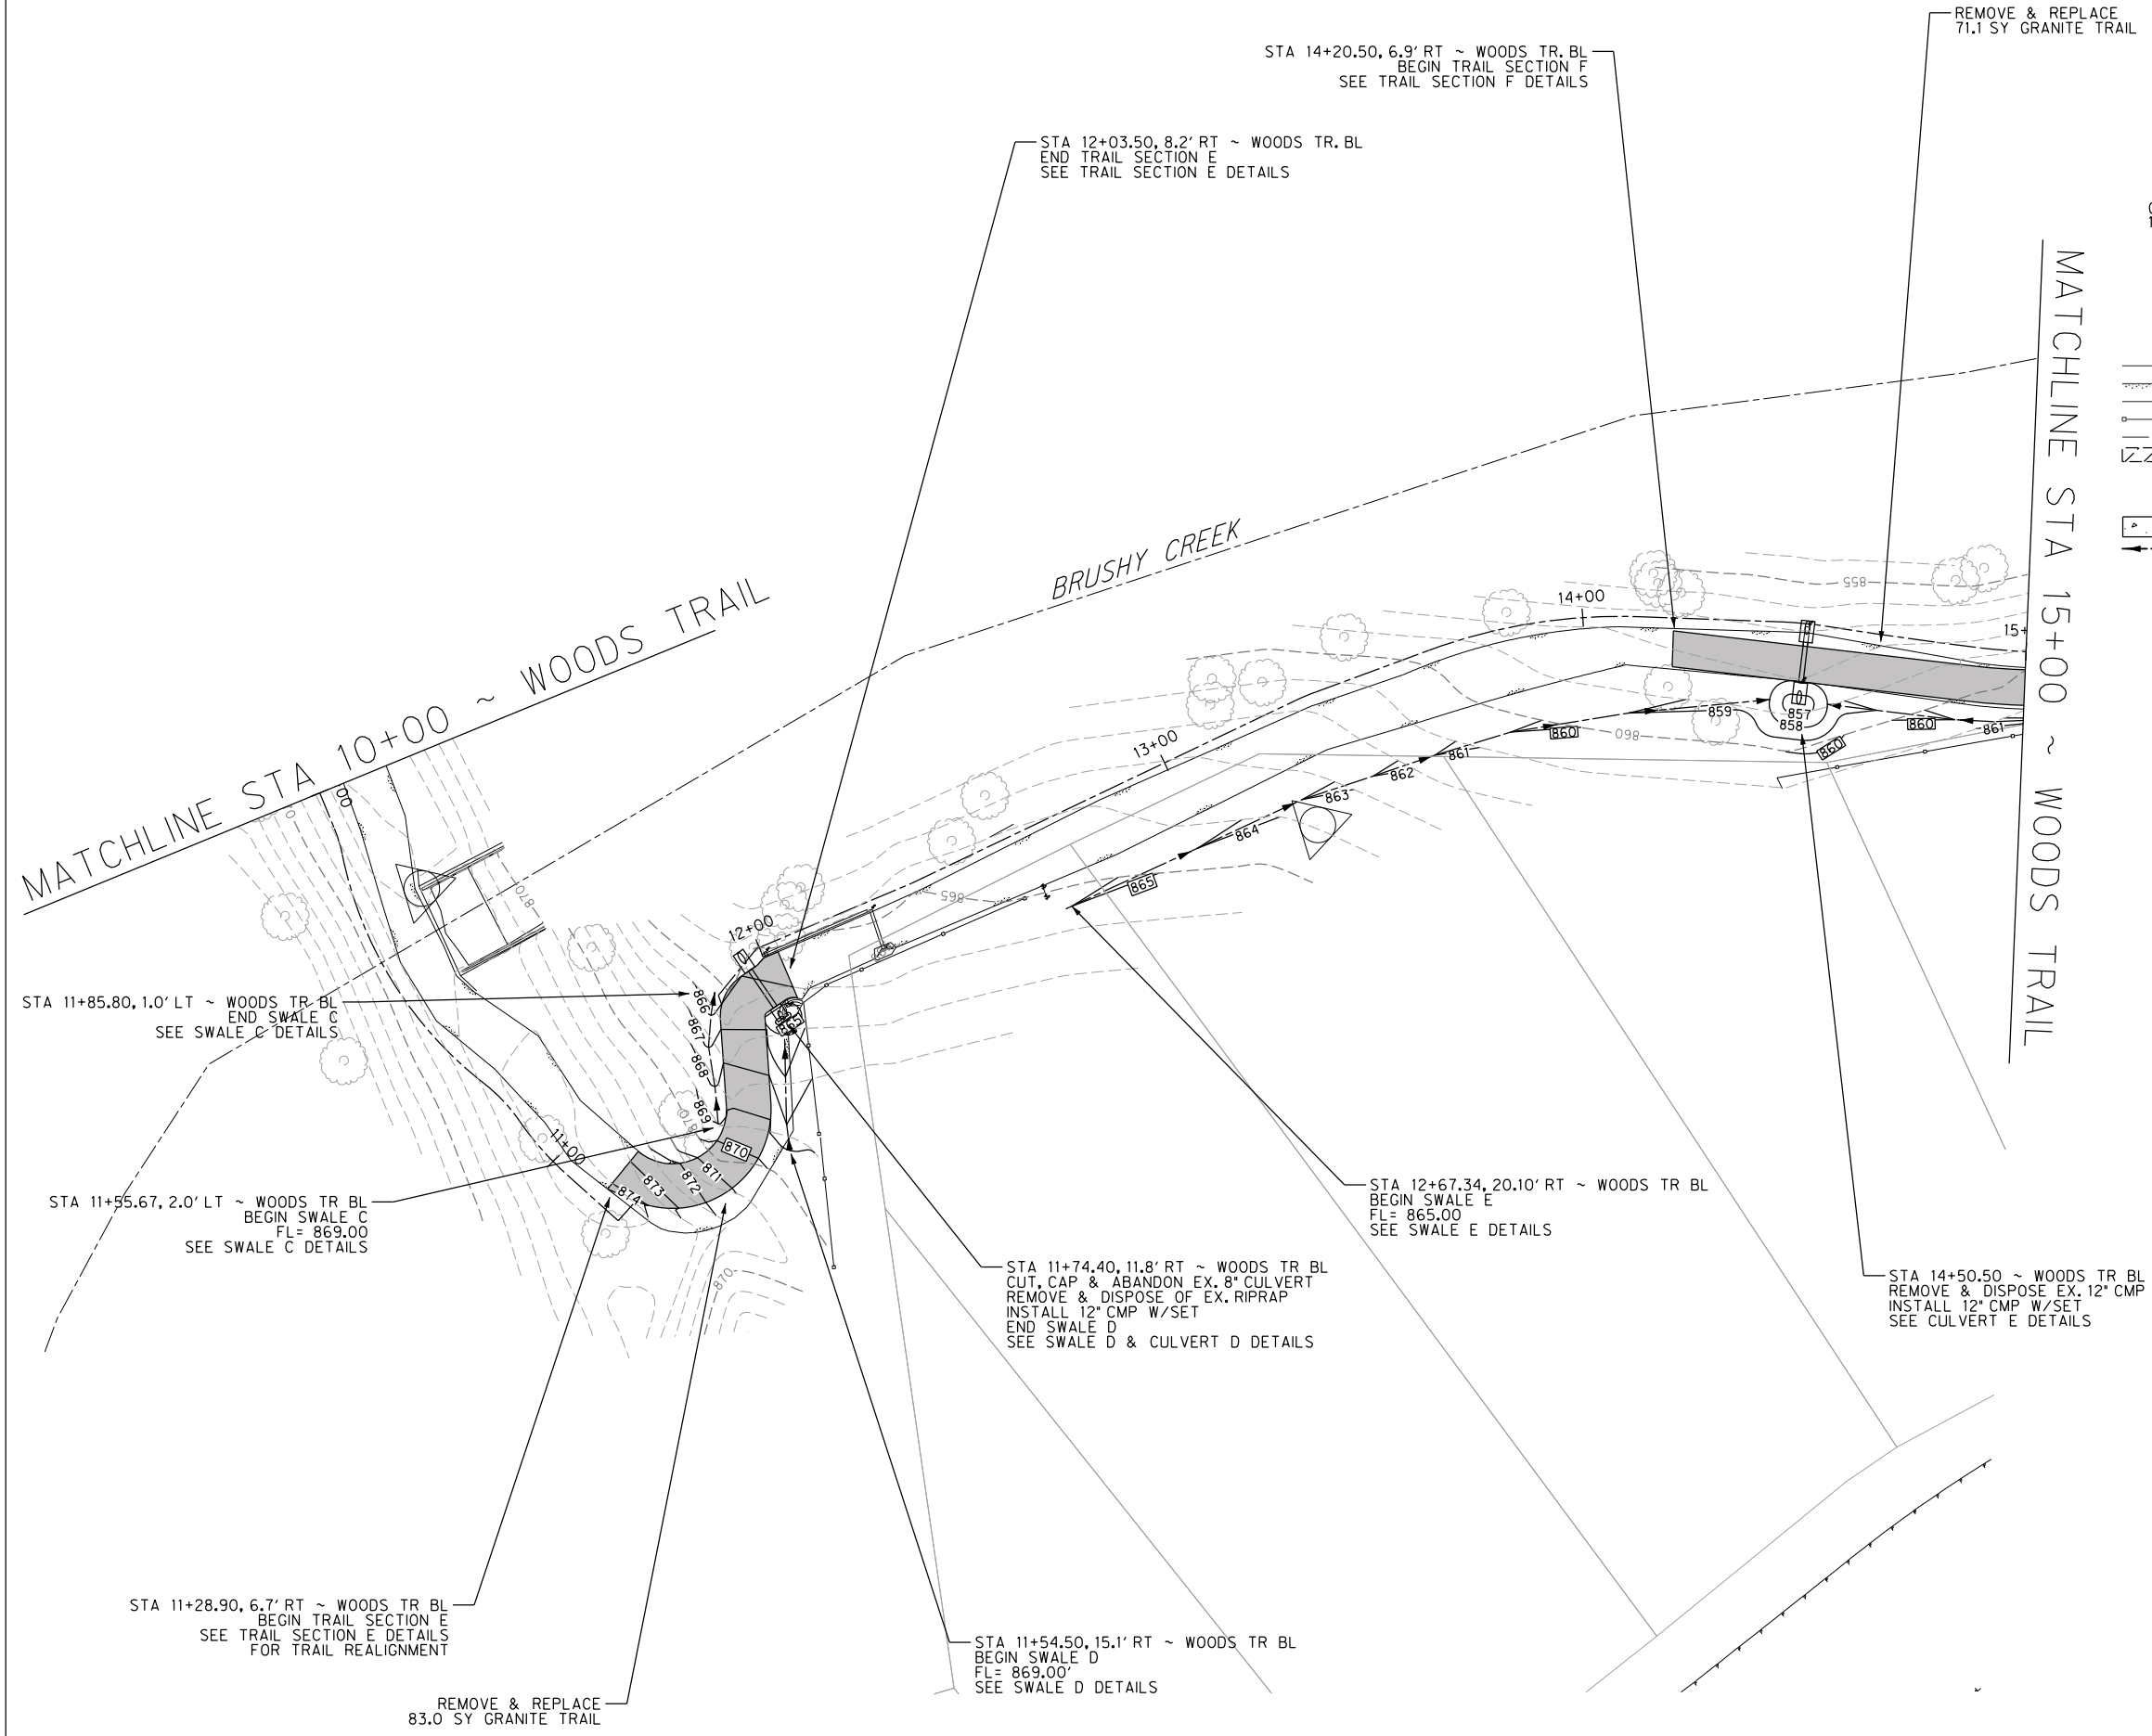 REMOVE & REPLACE
71.1 SY GRANITE TRAIL
STA 14+20.50, 6.9' RT ~ WOODS TR. BL
BEGIN TRAIL SECTION F
SEE TRAIL SECTION F DETAILS
STA 12+03.50, 8.2' RT ~ WOODS TR. BL
END TRAIL SECTION E
SEE TRAIL SECTION E DETAILS
MATCHLINE STA 15+00 ~ WOODS TRAIL
BRUSHY CREEK
MATCHLINE STA 10+00 ~ WOODS TRAIL
855
14+00
15+
859
857
858
860
861
860
860
860
861
862
863
864
865
13+00
865
12+00
870
00
0
866
867
868
869
870
870
871
872
873
874
11+00
870
STA 11+85.80, 1.0' LT ~ WOODS TR BL
END SWALE C
SEE SWALE C DETAILS
STA 11+55.67, 2.0' LT ~ WOODS TR BL
BEGIN SWALE C
FL= 869.00
SEE SWALE C DETAILS
STA 12+67.34, 20.10' RT ~ WOODS TR BL
BEGIN SWALE E
FL= 865.00
SEE SWALE E DETAILS
STA 11+74.40, 11.8' RT ~ WOODS TR BL
CUT, CAP & ABANDON EX. 8" CULVERT
REMOVE & DISPOSE OF EX. RIPRAP
INSTALL 12" CMP W/SET
END SWALE D
SEE SWALE D & CULVERT D DETAILS
STA 14+50.50 ~ WOODS TR BL
REMOVE & DISPOSE EX. 12" CMP
INSTALL 12" CMP W/SET
SEE CULVERT E DETAILS
STA 11+28.90, 6.7' RT ~ WOODS TR BL
BEGIN TRAIL SECTION E
SEE TRAIL SECTION E DETAILS
FOR TRAIL REALIGNMENT
STA 11+54.50, 15.1' RT ~ WOODS TR BL
BEGIN SWALE D
FL= 869.00'
SEE SWALE D DETAILS
REMOVE & REPLACE
83.0 SY GRANITE TRAIL